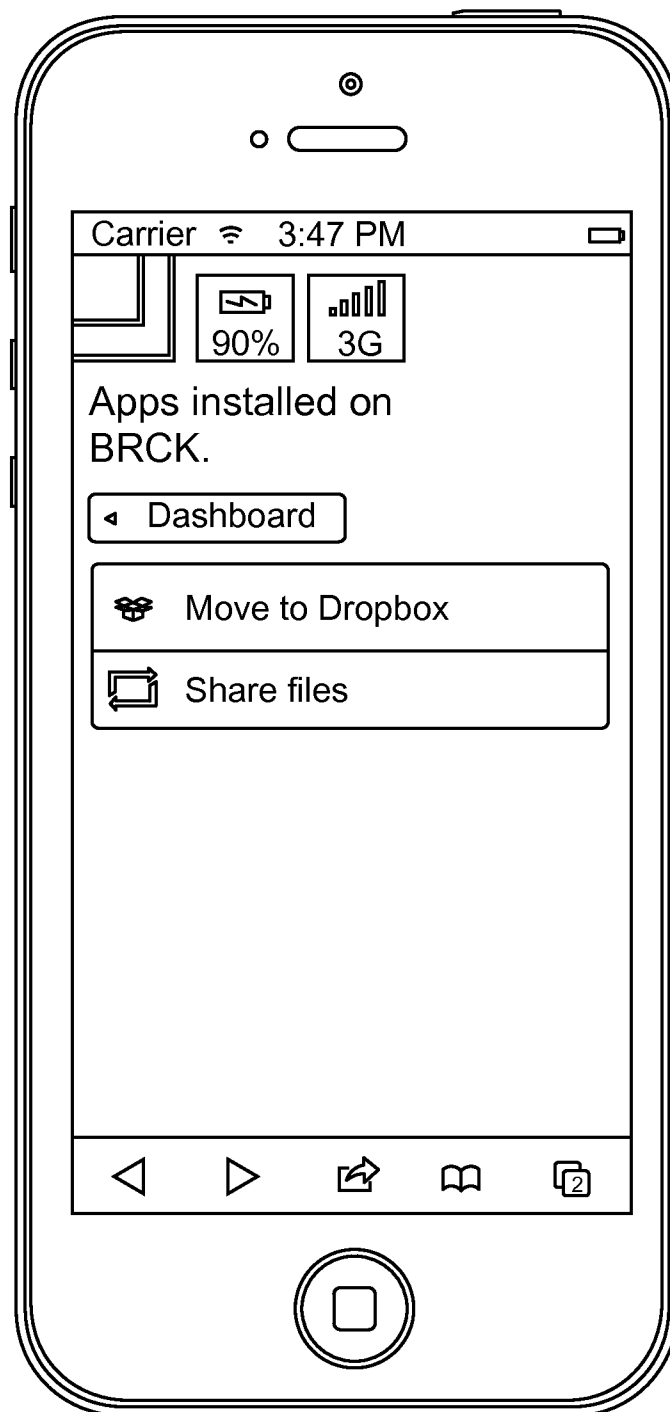 Carrier 3:47 PM
90% 3G
Apps installed on
BRCK.
Dashboard
Move to Dropbox
Share files
2